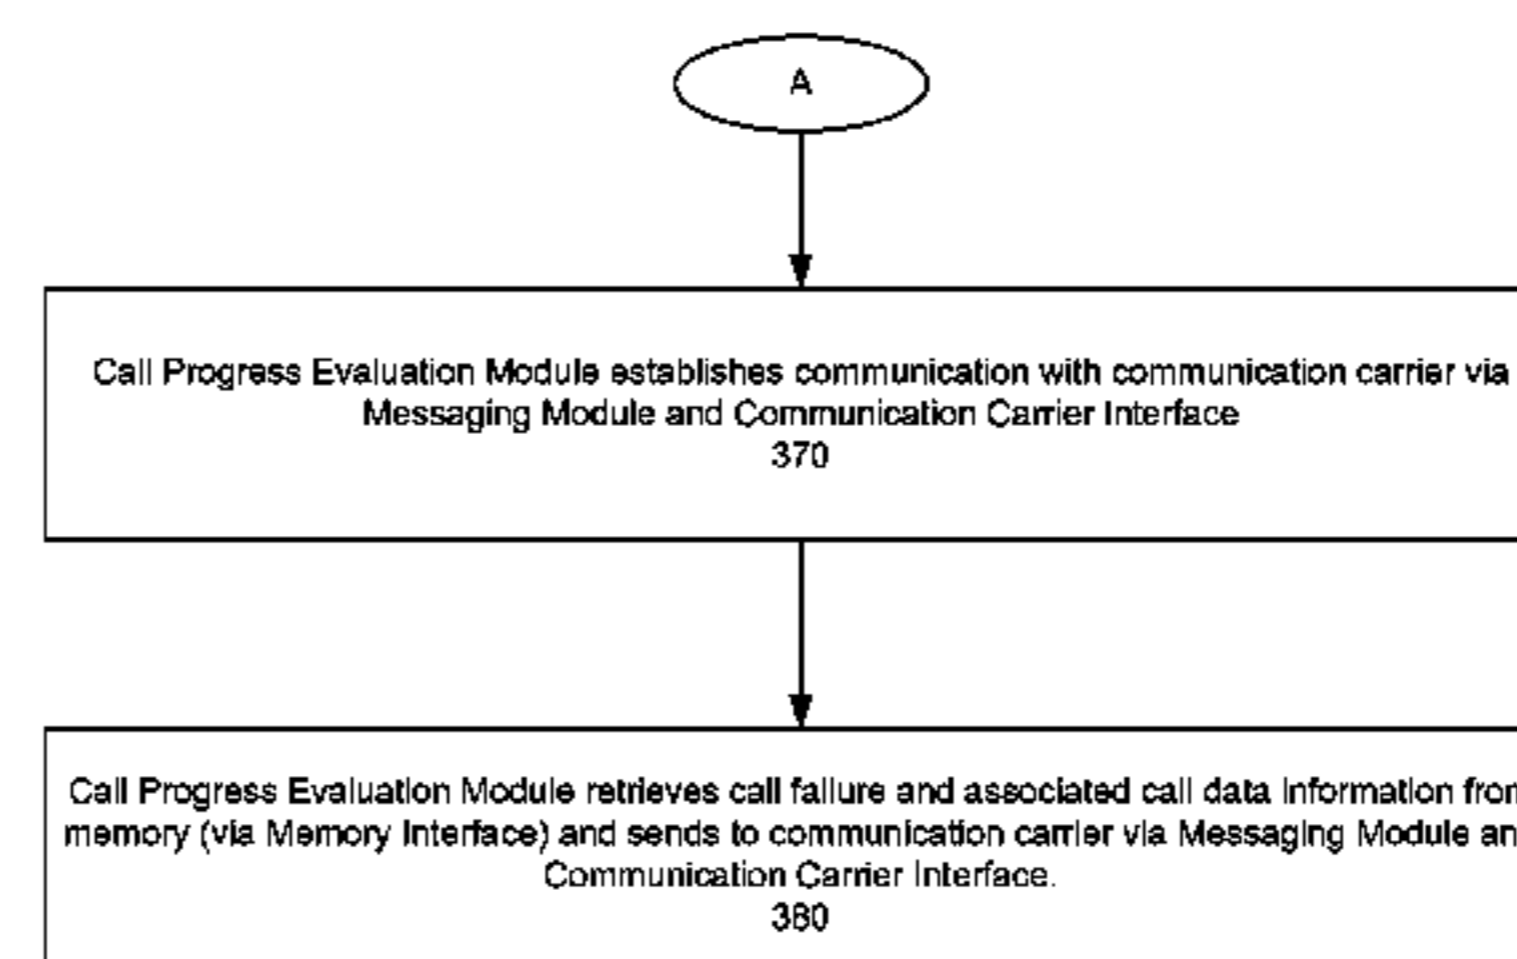 A
Call Progress Evaluation Module establishes communication with communication carrier via
Messaging Module and Communication Carrier Interface
370
Call Progress Evaluation Module retrieves call failure and associated call data information
memory (via Memory Interface) and sends to communication carrier via Messaging Module
Communication Carrier Interface.
380